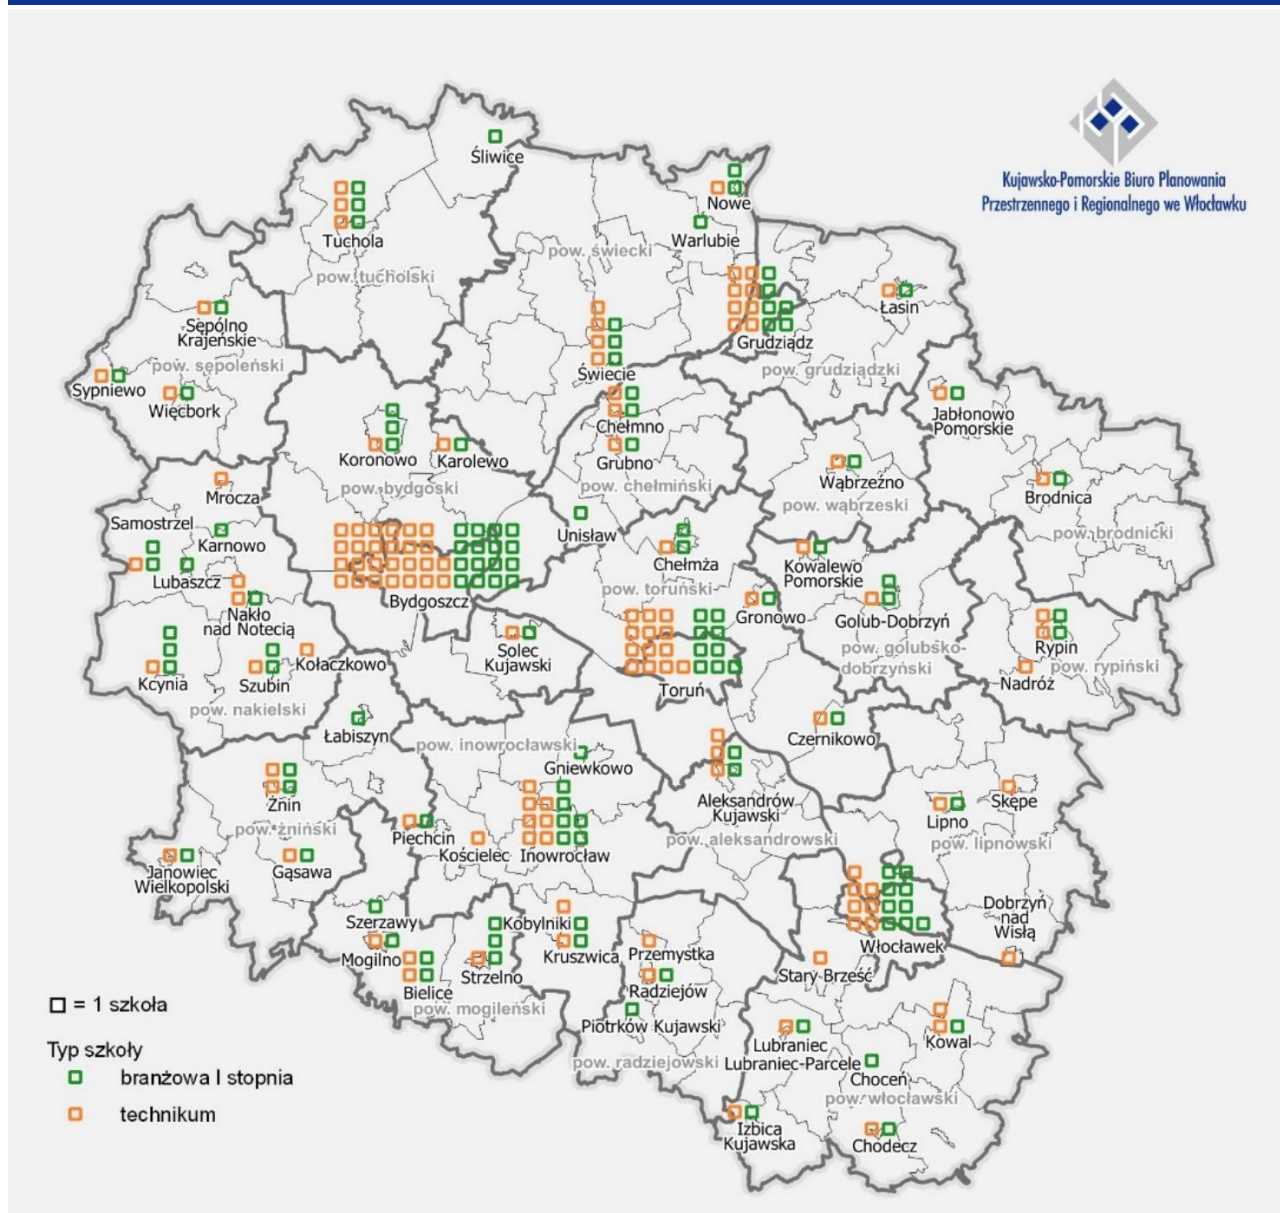 Kujawsko-Pomorskie Biuro Planowania
Przestrzennego i Regionalnego we Włocławku
Śliwice
Nowe
Tuchola
Warlubie
pow. świecki
pow. tucholski
Łasin
Sępólno
Krajeńskie
Grudziądz
pow. sępoleński
Świecie
pow. grudziądzki
Sypniewo
Więcbork
Jabłonowo
Pomorskie
Chełmno
Koronowo
Karolewo
Grubno
Wąbrzeźno
Mrocza
pow. bydgoski
pow. chełmiński
Brodnica
pow. wąbrzeski
Samostrzel
Karnowo
Unisław
pow. brodnicki
Lubaszcz
Chełmża
Kowalewo
Pomorskie
Bydgoszcz
pow. toruński
Nakło
nad Notecią
Gronowo
Golub-Dobrzyń
Solec
Kujawski
pow. golubsko-
dobrzyński
Rypin
Kołaczkowo
pow. rypiński
Kcynia
Szubin
Toruń
Nadróż
pow. nakielski
Łabiszyn
Czernikowo
pow. inowrocławski
Gniewkowo
Żnin
Aleksandrów
Kujawski
Skępe
Lipno
pow. żniński
Piechcin
pow. aleksandrowski
pow. lipnowski
Kościelec
Inowrocław
Janowiec
Wielkopolski
Gąsawa
Dobrzyń
nad
Wisłą
Szerzawy
Kobylniki
Włocławek
Mogilno
Kruszwica
Przemystka
Strzelno
Stary Brześć
Bielice
Radziejów
= 1 szkoła
pow. mogileński
Piotrków Kujawski
Typ szkoły
Lubraniec
Kowal
branżowa I stopnia
pow. radziejowski
Lubraniec-Parcele
Choceń
pow. włocławski
technikum
Izbica
Kujawska
Chodecz